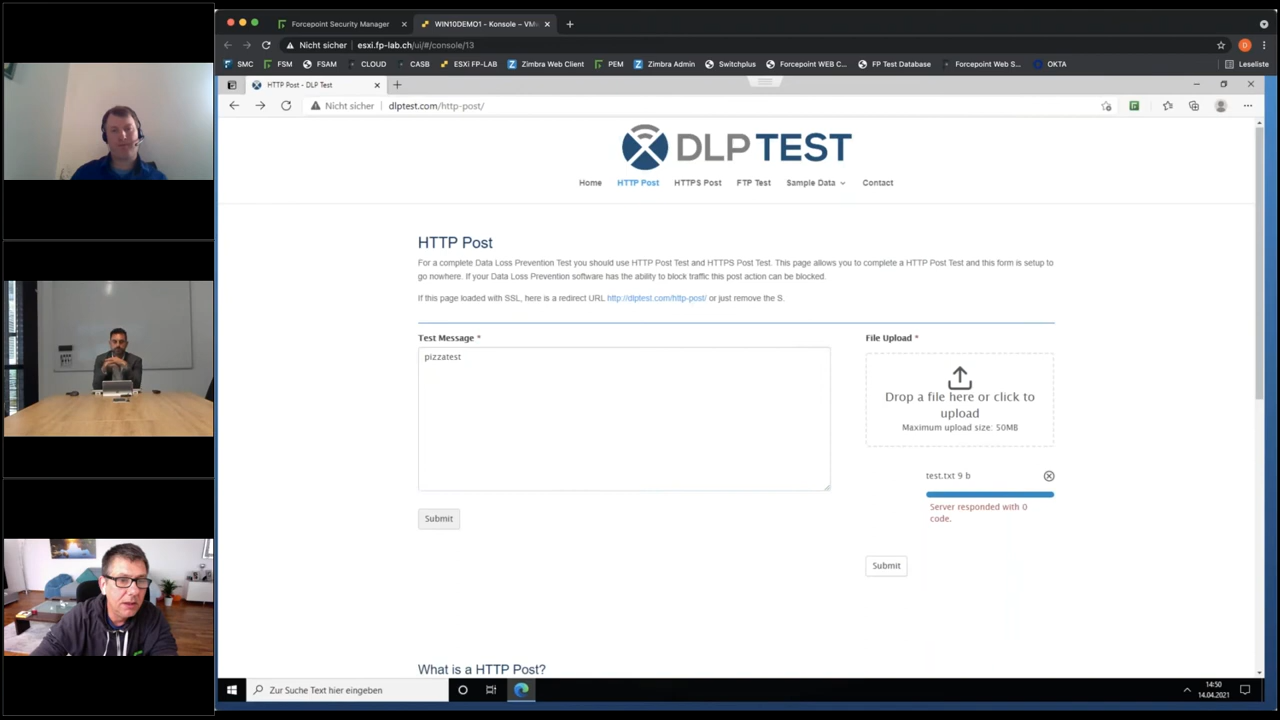 Forcepoint Security Manager
WIN10DEMO1 - Konsole – VMw
Nicht sicher esxi.fp-lab.ch/ui/#/console/13
SMC FSM FSAM CLOUD CASB ESXi FP-LAB Zimbra Web Client PEM Zimbra Admin Switchplus Forcepoint WEB C... FP Test Database Forcepoint Web S... OKTA Leseliste
HTTP Post - DLP Test
Nicht sicher dlptest.com/http-post/
DLPTEST
Home HTTP Post HTTPS Post FTP Test Sample Data Contact
HTTP Post
For a complete Data Loss Prevention Test you should use HTTP Post Test and HTTPS Post Test. This page allows you to complete a HTTP Post Test and this form is setup to
go nowhere. If your Data Loss Prevention software has the ability to block traffic this post action can be blocked.
If this page loaded with SSL, here is a redirect URL http://dlptest.com/http-post/ or just remove the S.
Test Message *
pizzatest
Submit
File Upload *
Drop a file here or click to
upload
Maximum upload size: 50MB
test.txt 9 b
Server responded with 0
code.
Submit
What is a HTTP Post?
Zur Suche Text hier eingeben
14:50
14.04.2021